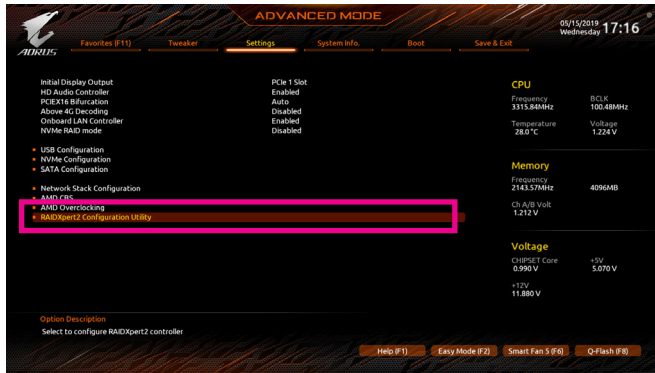 ADVANCED MODE
05/15/2019
Wednesday
17:16
AORUS
Favorites (F11) Tweaker Settings System Info. Boot Save & Exit
Initial Display Output PCIe 1 Slot
HD Audio Controller Enabled
PCIEX16 Bifurcation Auto
Above 4G Decoding Disabled
Onboard LAN Controller Enabled
NVMe RAID mode Disabled
USB Configuration
NVMe Configuration
SATA Configuration
Network Stack Configuration
AMD CBS
AMD Overclocking
RAIDXpert2 Configuration Utility
CPU
Frequency BCLK
3315.84MHz 100.48MHz
Temperature Voltage
28.0 °C 1.224 V
Memory
Frequency
2143.57MHz 4096MB
Ch A/B Volt
1.212 V
Voltage
CHIPSET Core +5V
0.990 V 5.070 V
+12V
11.880 V
Option Description
Select to configure RAIDXpert2 controller
Help (F1) Easy Mode (F2) Smart Fan 5 (F6) Q-Flash (F8)